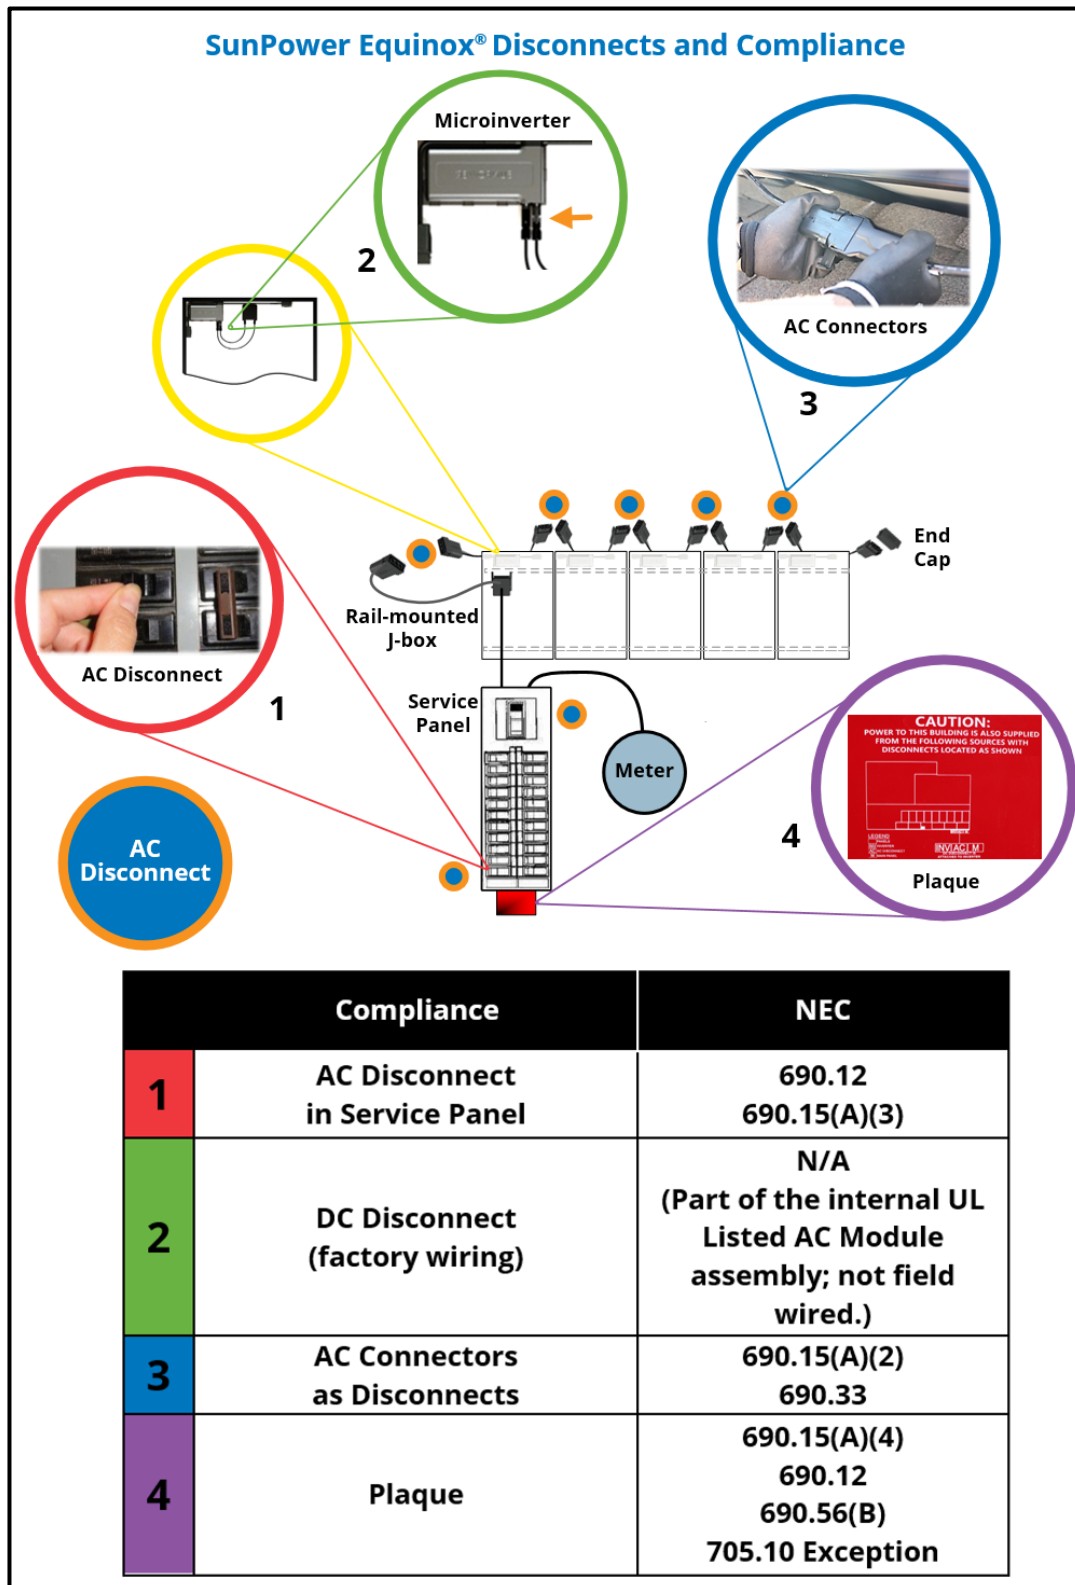 SunPower Equinox® Disconnects and Compliance
Microinverter
2
AC Connectors
3
AC Disconnect
1
End
Cap
Rail-mounted
J-box
Service
Panel
Meter
AC
Disconnect
CAUTION:
POWER TO THIS BUILDING IS ALSO SUPPLIED
FROM THE FOLLOWING SOURCES WITH
DISCONNECTS LOCATED AS SHOWN
LEGEND
INV AC M
4
Plaque
Compliance NEC
1 AC Disconnect
in Service Panel
690.12
690.15(A)(3)
2 DC Disconnect
(factory wiring)
N/A
(Part of the internal UL
Listed AC Module
assembly; not field
wired.)
3 AC Connectors
as Disconnects
690.15(A)(2)
690.33
4 Plaque
690.15(A)(4)
690.12
690.56(B)
705.10 Exception